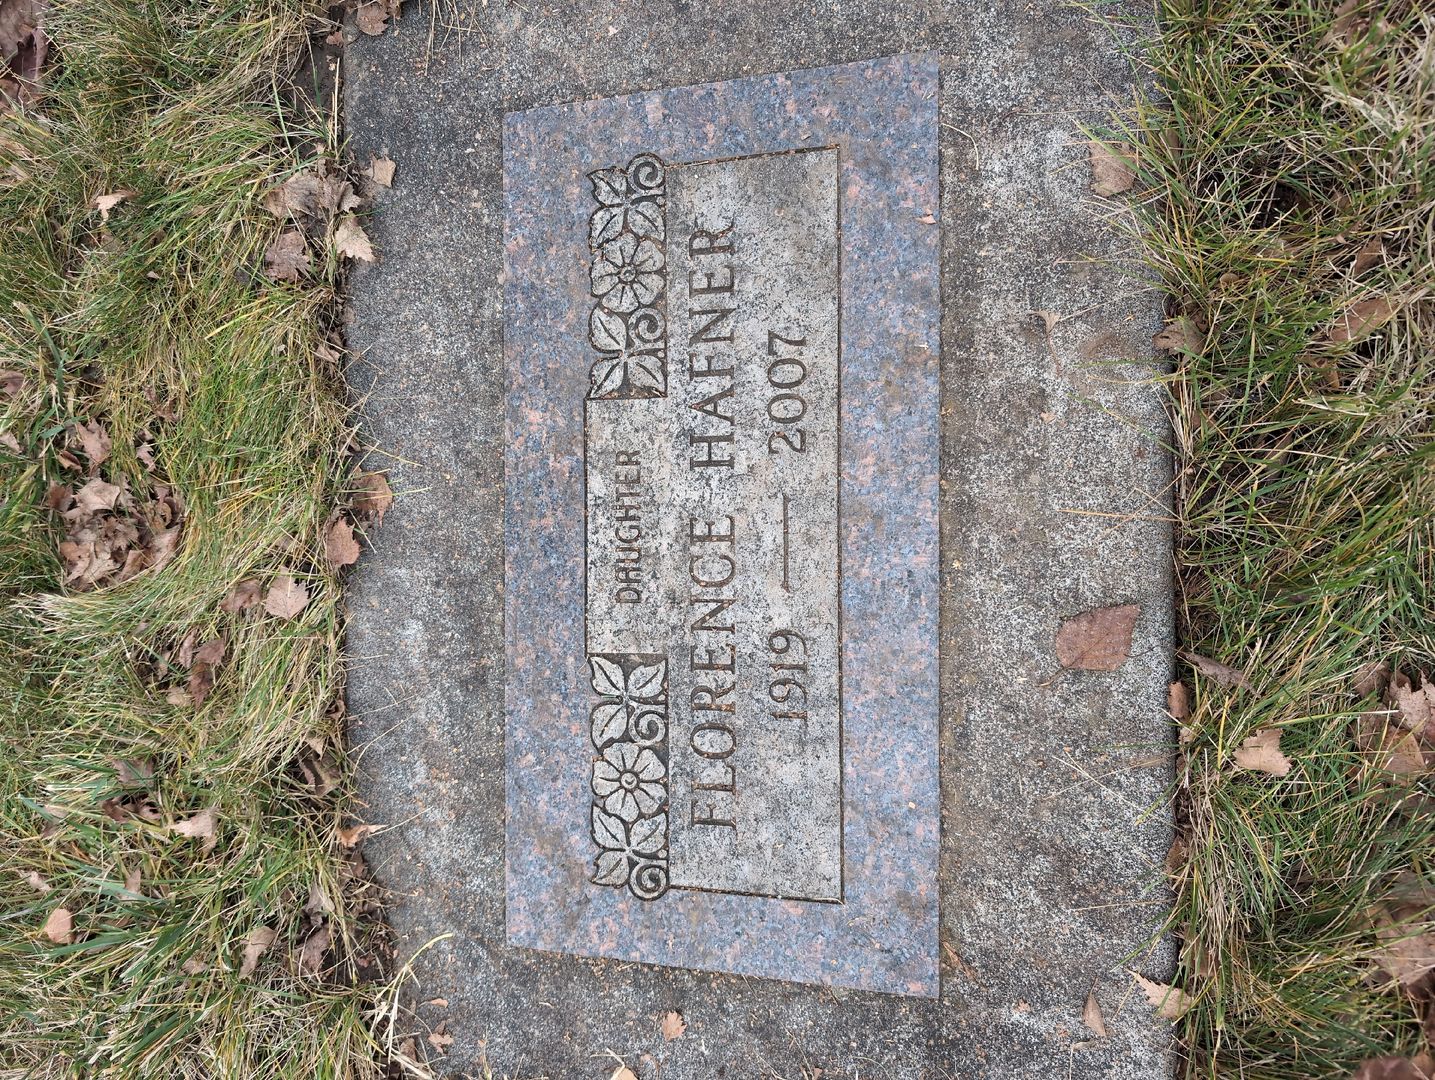 DAUGHTER
FLORENCE HAFNER
1919 — 2007